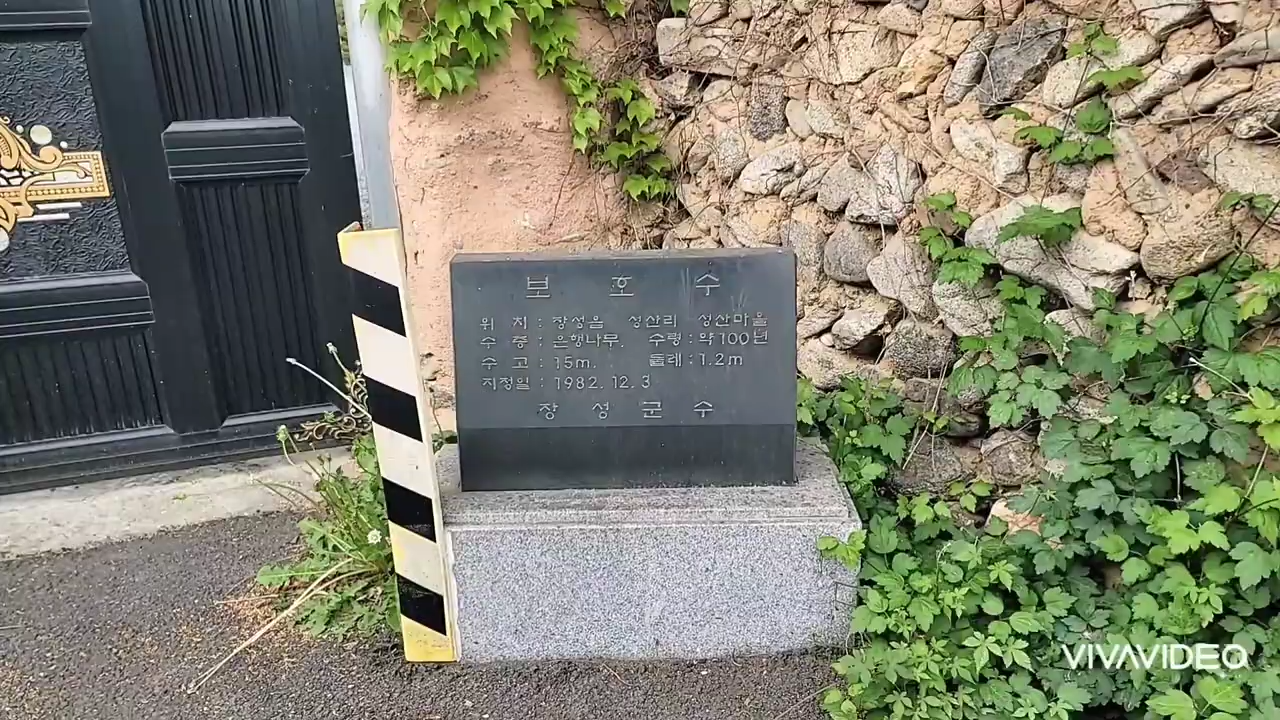 보 호 수
위 치 : 장성읍 성산리 성산마을
수 종 : 은행나무. 수령 : 약100년
수 고 : 15m. 둘레 : 1.2m
지정일 : 1982. 12. 3
장 성 군 수
VIVAVIDEO